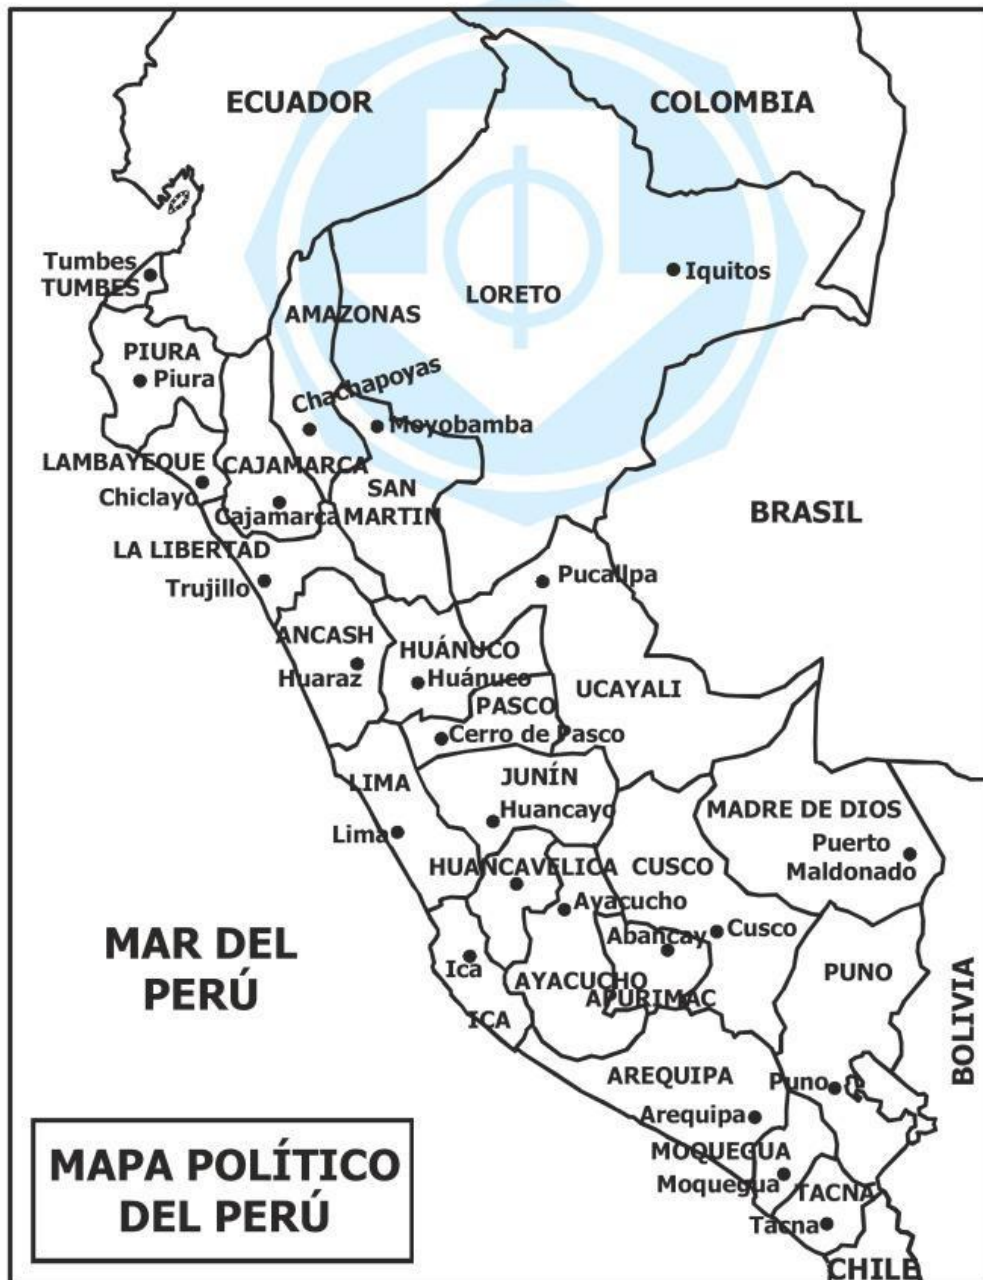 ECUADOR
COLOMBIA
Tumbes
TUMBES
Iquitos
LORETO
AMAZONAS
PIURA
Piura
Chachapoyas
Moyobamba
LAMBAYEQUE
CAJAMARCA
Chiclayo
SAN
MARTIN
Cajamarca
BRASIL
LA LIBERTAD
Trujillo
Pucallpa
ANCASH
Huaraz
HUÁNUCO
Huánuco
UCAYALI
PASCO
Cerro de Pasco
LIMA
JUNÍN
Huancayo
MADRE DE DIOS
Lima
Puerto
Maldonado
HUANCAVELICA
CUSCO
Ayacucho
Abancay
Cusco
MAR DEL
PERÚ
Ica
AYACUCHO
APURIMAC
PUNO
ICA
BOLIVIA
AREQUIPA
Puno
Arequipa
MOQUEGUA
Moquegua
TACNA
Tacna
CHILE
MAPA POLÍTICO
DEL PERÚ